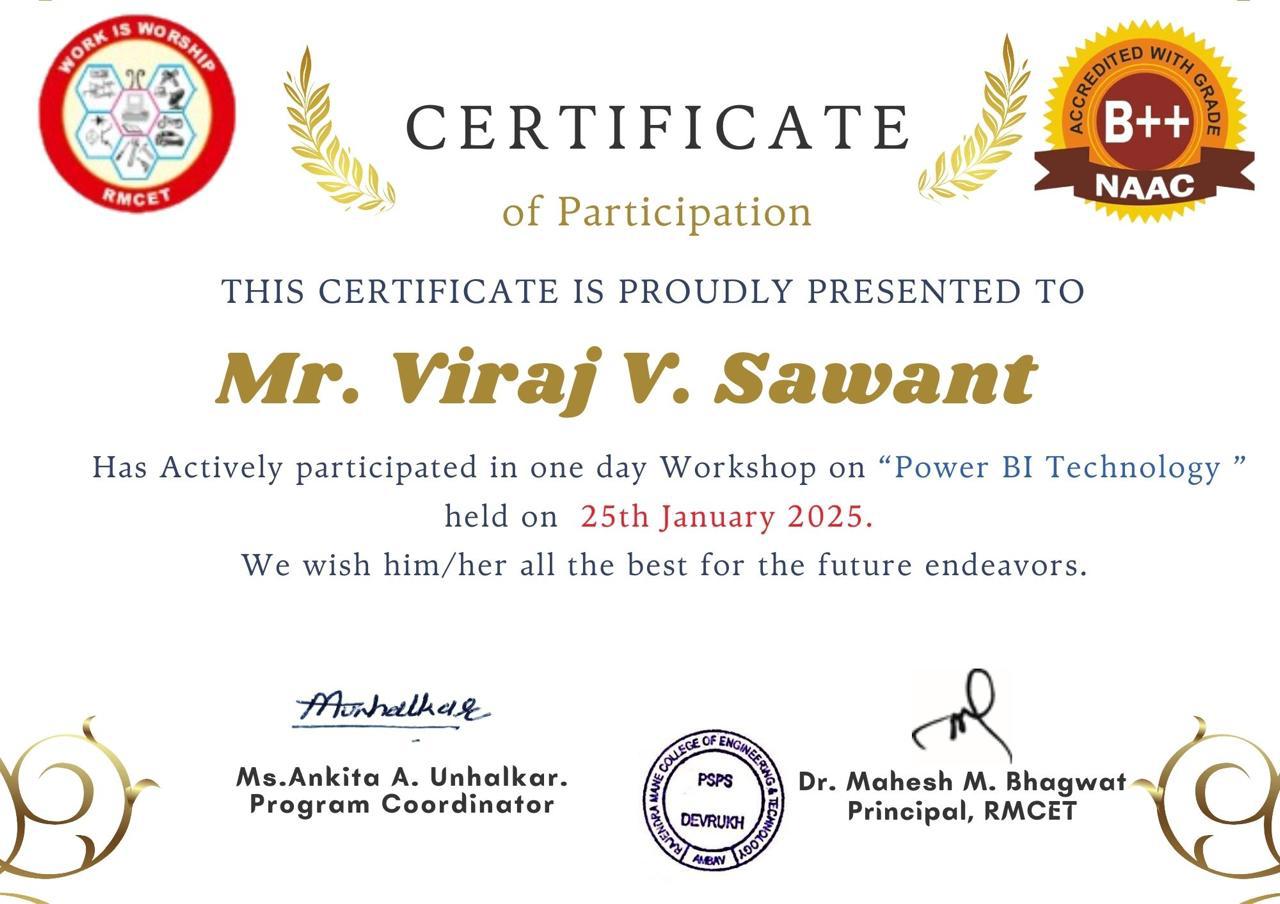 WORK IS WORSHIP
RMCET
ACCREDITED WITH GRADE
B++
NAAC
CERTIFICATE
of Participation
THIS CERTIFICATE IS PROUDLY PRESENTED TO
Mr. Viraj V. Sawant
Has Actively participated in one day Workshop on “Power BI Technology ”
held on 25th January 2025.
We wish him/her all the best for the future endeavors.
Ms.Ankita A. Unhalkar.
Program Coordinator
RAJENDRA MANE COLLEGE OF ENGINEERING & TECHNOLOGY
PSPS
DEVRUKH
AMBAV
Dr. Mahesh M. Bhagwat
Principal, RMCET